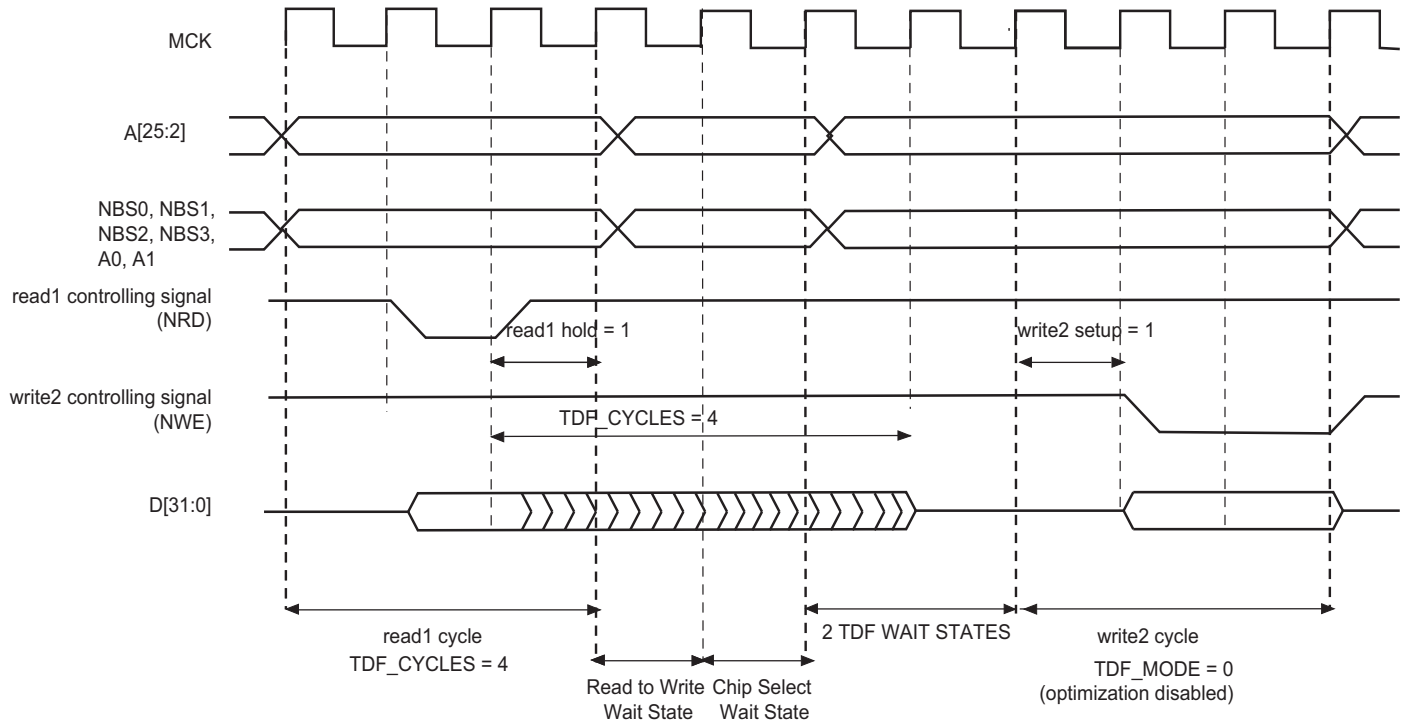 MCK
A[25:2]
NBS0, NBS1,
NBS2, NBS3,
A0, A1
read1 controlling signal
(NRD)
read1 hold = 1
write2 setup = 1
write2 controlling signal
(NWE)
TDF_CYCLES = 4
D[31:0]
read1 cycle
TDF_CYCLES = 4
2 TDF WAIT STATES
write2 cycle
TDF_MODE = 0
(optimization disabled)
Read to Write
Wait State
Chip Select
Wait State